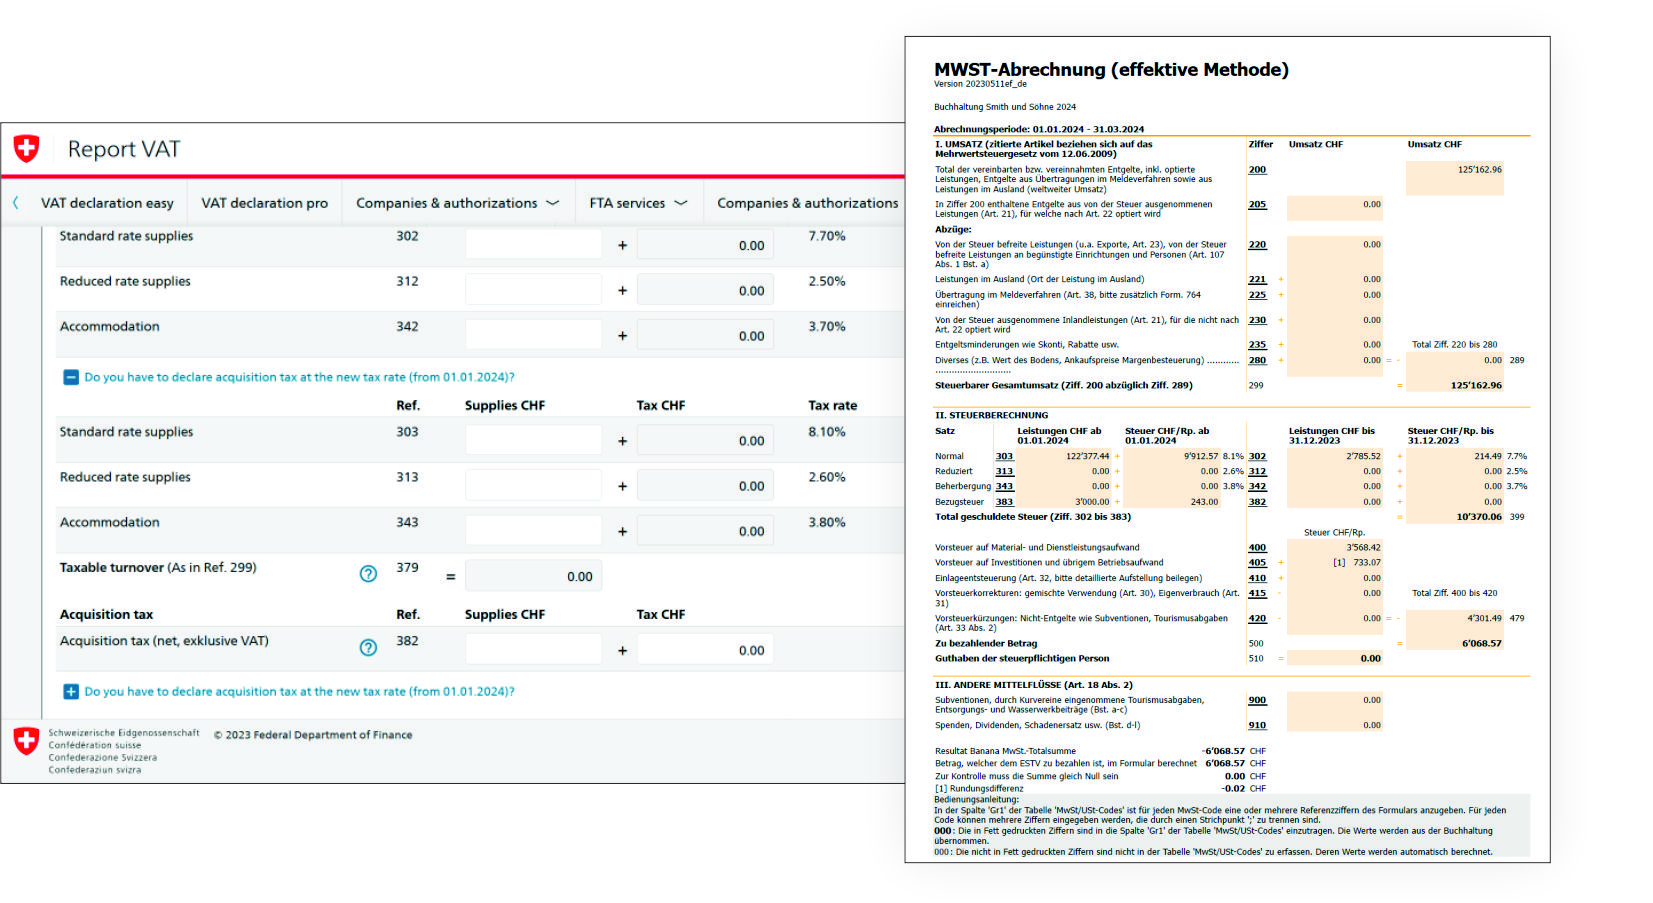 Report VAT
VAT declaration easy VAT declaration pro Companies & authorizations FTA services Companies & authorizations
Standard rate supplies 302 + 0.00 7.70%
Reduced rate supplies 312 + 0.00 2.50%
Accommodation 342 + 0.00 3.70%
Do you have to declare acquisition tax at the new tax rate (from 01.01.2024)?
Ref. Supplies CHF Tax CHF Tax rate
Standard rate supplies 303 + 0.00 8.10%
Reduced rate supplies 313 + 0.00 2.60%
Accommodation 343 + 0.00 3.80%
Taxable turnover (As in Ref. 299) ? 379 = 0.00
Acquisition tax Ref. Supplies CHF Tax CHF
Acquisition tax (net, exklusive VAT) ? 382 + 0.00
Do you have to declare acquisition tax at the new tax rate (from 01.01.2024)?
Schweizerische Eidgenossenschaft © 2023 Federal Department of Finance
Confédération suisse
Confederazione Svizzera
Confederaziun svizra
MWST-Abrechnung (effektive Methode)
Version 20230511ef_de
Buchhaltung Smith und Söhne 2024
Abrechnungsperiode: 01.01.2024 - 31.03.2024
I. UMSATZ (zitierte Artikel beziehen sich auf das Ziffer Umsatz CHF Umsatz CHF
Mehrwertsteuergesetz vom 12.06.2009)
Total der vereinbarten bzw. vereinnahmten Entgelte, inkl. optierte 200 125'162.96
Leistungen, Entgelte aus Übertragungen im Meldeverfahren sowie aus
Leistungen im Ausland (weltweiter Umsatz)
In Ziffer 200 enthaltene Entgelte aus von der Steuer ausgenommenen 205 0.00
Leistungen (Art. 21), für welche nach Art. 22 optiert wird
Abzüge:
Von der Steuer befreite Leistungen (u.a. Exporte, Art. 23), von der Steuer 220 0.00
befreite Leistungen an begünstigte Einrichtungen und Personen (Art. 107
Abs. 1 Bst. a)
Leistungen im Ausland (Ort der Leistung im Ausland) 221 + 0.00
Übertragung im Meldeverfahren (Art. 38, bitte zusätzlich Form. 764 225 + 0.00
einreichen)
Von der Steuer ausgenommene Inlandleistungen (Art. 21), für die nicht nach 230 + 0.00
Art. 22 optiert wird
Entgeltsminderungen wie Skonti, Rabatte usw. 235 + 0.00 Total Ziff. 220 bis 280
Diverses (z.B. Wert des Bodens, Ankaufspreise Margenbesteuerung) ............ 280 + 0.00 = - 0.00 289
............................
Steuerbarer Gesamtumsatz (Ziff. 200 abzüglich Ziff. 289) 299 = 125'162.96
II. STEUERBERECHNUNG
Satz Leistungen CHF ab Steuer CHF/Rp. ab Leistungen CHF bis Steuer CHF/Rp. bis
01.01.2024 01.01.2024 31.12.2023 31.12.2023
Normal 303 122'377.44 + 9'912.57 8.1% 302 2'785.52 + 214.49 7.7%
Reduziert 313 0.00 + 0.00 2.6% 312 0.00 + 0.00 2.5%
Beherbergung 343 0.00 + 0.00 3.8% 342 0.00 + 0.00 3.7%
Bezugsteuer 383 3'000.00 + 243.00 382 0.00 + 0.00
Total geschuldete Steuer (Ziff. 302 bis 383) = 10'370.06 399
Steuer CHF/Rp.
Vorsteuer auf Material- und Dienstleistungsaufwand 400 3'568.42
Vorsteuer auf Investitionen und übrigem Betriebsaufwand 405 + [1] 733.07
Einlageentsteuerung (Art. 32, bitte detaillierte Aufstellung beilegen) 410 + 0.00
Vorsteuerkorrekturen: gemischte Verwendung (Art. 30), Eigenverbrauch (Art. 415 - 0.00 Total Ziff. 400 bis 420
31)
Vorsteuerkürzungen: Nicht-Entgelte wie Subventionen, Tourismusabgaben 420 - 0.00 = - 4'301.49 479
(Art. 33 Abs. 2)
Zu bezahlender Betrag 500 = 6'068.57
Guthaben der steuerpflichtigen Person 510 = 0.00
III. ANDERE MITTELFLÜSSE (Art. 18 Abs. 2)
Subventionen, durch Kurvereine eingenommene Tourismusabgaben, 900 0.00
Entsorgungs- und Wasserwerkbeiträge (Bst. a-c)
Spenden, Dividenden, Schadenersatz usw. (Bst. d-l) 910 0.00
Resultat Banana MwSt.-Totalsumme -6'068.57 CHF
Betrag, welcher dem ESTV zu bezahlen ist, im Formular berechnet 6'068.57 CHF
Zur Kontrolle muss die Summe gleich Null sein 0.00 CHF
[1] Rundungsdifferenz -0.02 CHF
Bedienungsanleitung:
In der Spalte 'Gr1' der Tabelle 'MwSt/USt-Codes' ist für jeden MwSt-Code eine oder mehrere Referenzziffern des Formulars anzugeben. Für jeden
Code können mehrere Ziffern eingegeben werden, die durch einen Strichpunkt ';' zu trennen sind.
000: Die in Fett gedruckten Ziffern sind in die Spalte 'Gr1' der Tabelle 'MwSt/USt-Codes' einzutragen. Die Werte werden aus der Buchhaltung
übernommen.
000: Die nicht in Fett gedruckten Ziffern sind nicht in der Tabelle 'MwSt/USt-Codes' zu erfassen. Deren Werte werden automatisch berechnet.